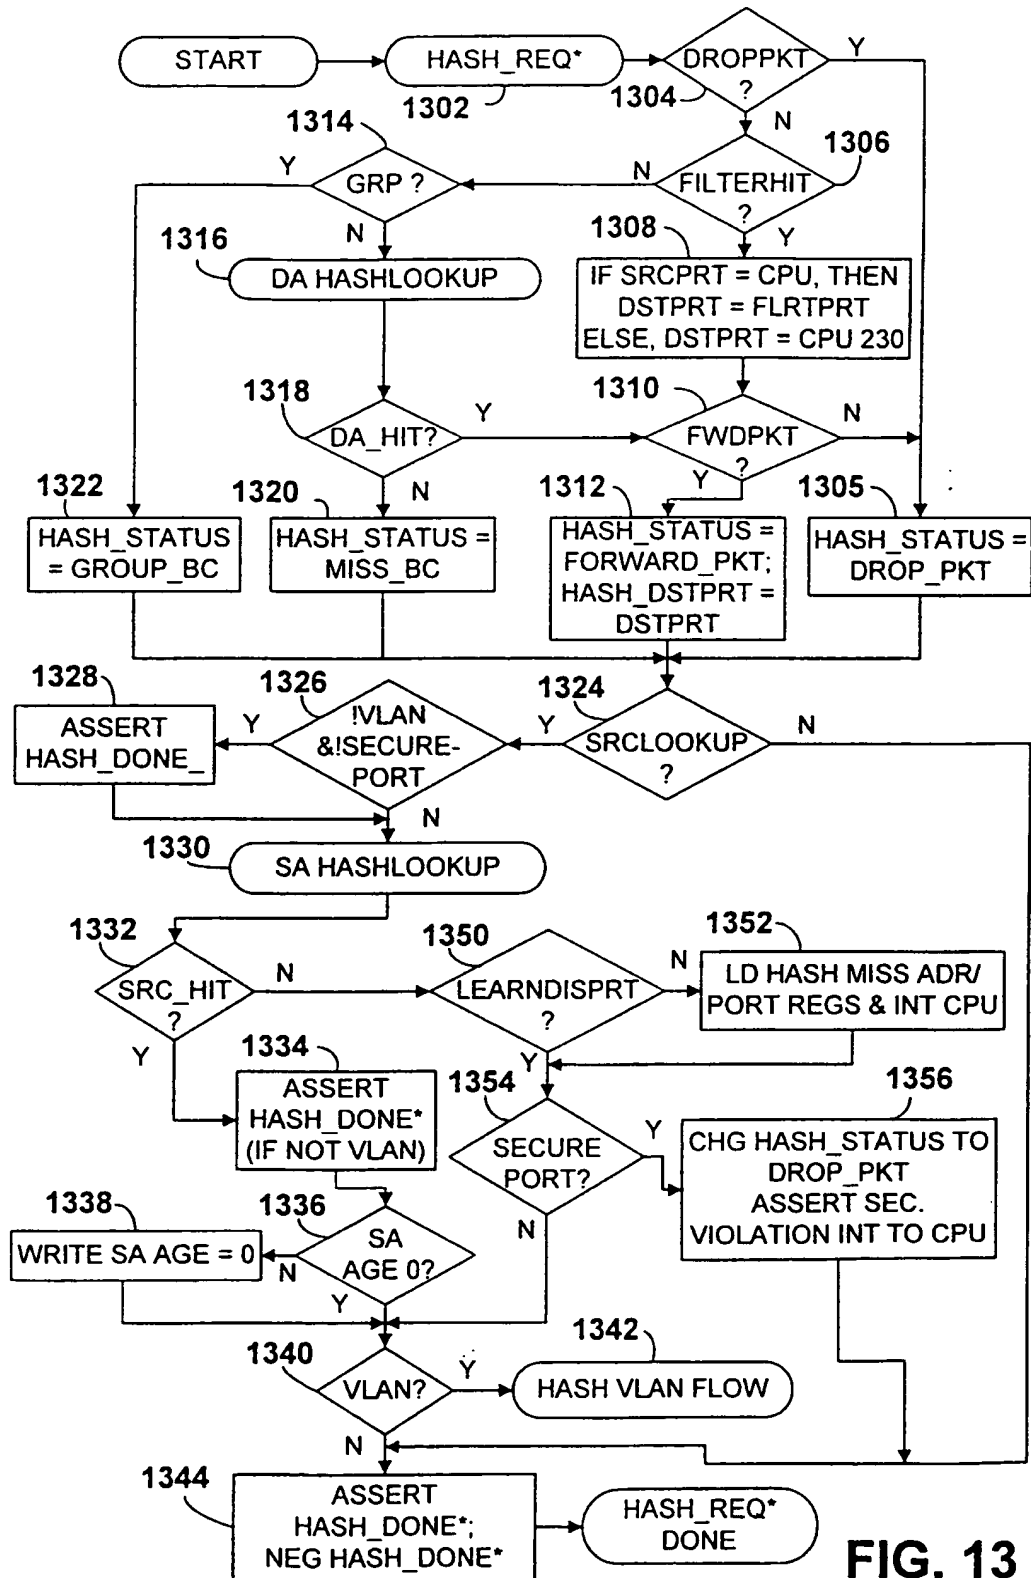 START
HASH_REQ*
1302
DROPPKT
?
1304
Y
N
1314
GRP ?
Y
N
FILTERHIT
?
1306
N
Y
1316
DA HASHLOOKUP
1308
IF SRCPRT = CPU, THEN
DSTPRT = FLRTPRT
ELSE, DSTPRT = CPU 230
1318
DA_HIT?
Y
N
1310
FWDPKT
?
N
Y
1322
HASH_STATUS
= GROUP_BC
1320
HASH_STATUS =
MISS_BC
1312
HASH_STATUS =
FORWARD_PKT;
HASH_DSTPRT =
DSTPRT
1305
HASH_STATUS =
DROP_PKT
1328
ASSERT
HASH_DONE_
1326
!VLAN
&!SECURE-
PORT
Y
N
1324
SRCLOOKUP
?
Y
N
1330
SA HASHLOOKUP
1332
SRC_HIT
?
N
Y
1350
LEARNDISPRT
?
N
Y
1352
LD HASH MISS ADR/
PORT REGS & INT CPU
1334
ASSERT
HASH_DONE*
(IF NOT VLAN)
1354
SECURE
PORT?
Y
N
1356
CHG HASH_STATUS TO
DROP_PKT
ASSERT SEC.
VIOLATION INT TO CPU
1338
WRITE SA AGE = 0
1336
SA
AGE 0?
N
Y
1340
VLAN?
Y
N
1342
HASH VLAN FLOW
1344
ASSERT
HASH_DONE*;
NEG HASH_DONE*
HASH_REQ*
DONE
FIG. 13